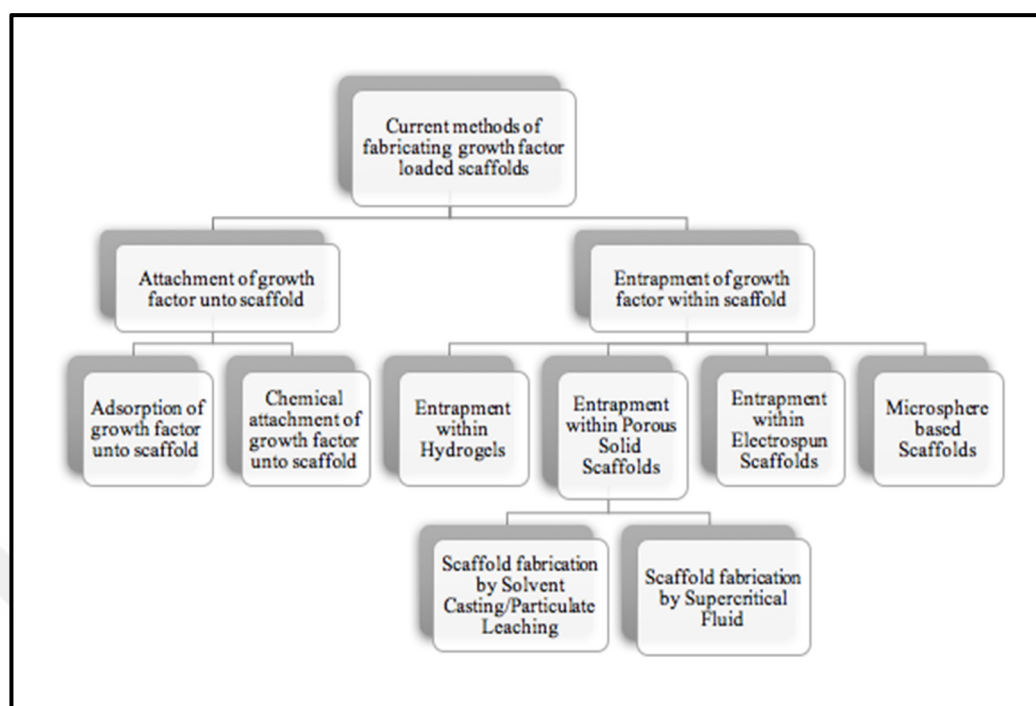 Current methods of
fabricating growth factor
loaded scaffolds
Attachment of growth
factor unto scaffold
Entrapment of growth
factor within scaffold
Adsorption of
growth factor
unto scaffold
Chemical
attachment of
growth factor
unto scaffold
Entrapment
within
Hydrogels
Entrapment
within Porous
Solid
Scaffolds
Entrapment
within
Electrospun
Scaffolds
Microsphere
based Scaffolds
Scaffold fabrication
by Solvent
Casting/Particulate
Leaching
Scaffold fabrication
by Supercritical
Fluid